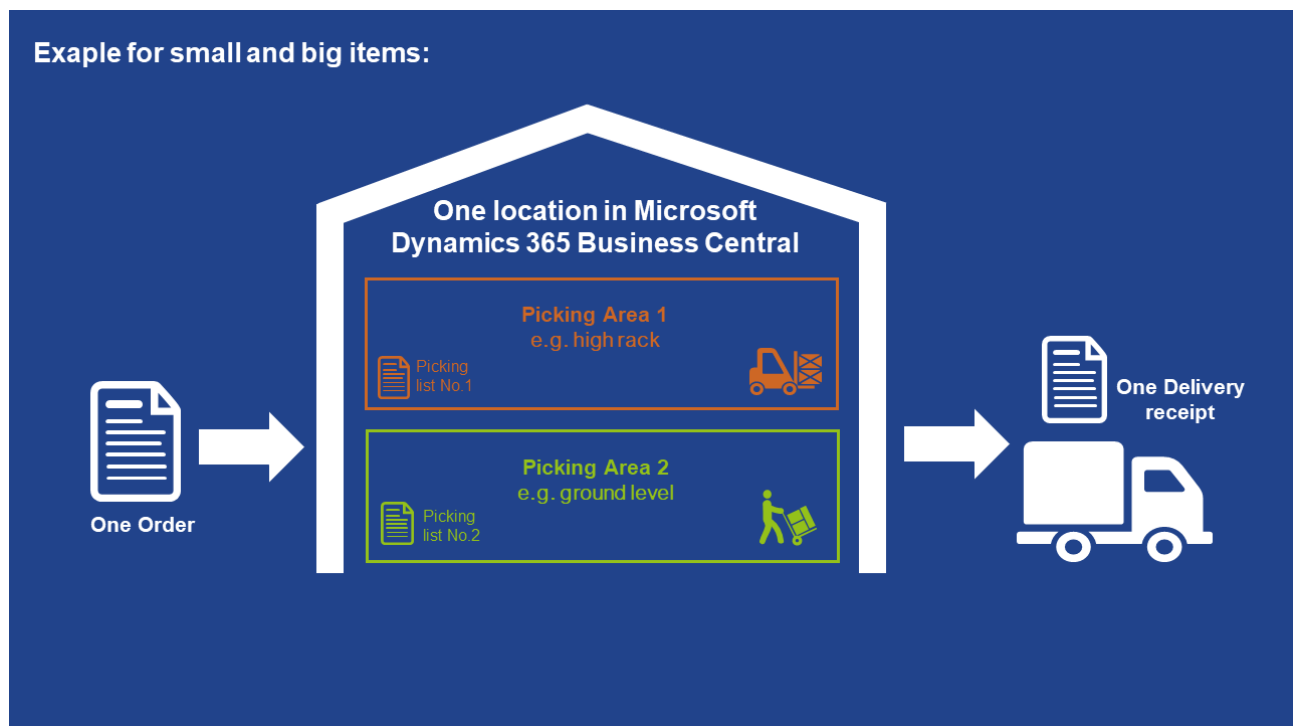 Exaple for small and big items:
One location in Microsoft
Dynamics 365 Business Central
Picking Area 1
e.g. high rack
Picking
list No.1
Picking Area 2
e.g. ground level
Picking
list No.2
One Order
One Delivery
receipt